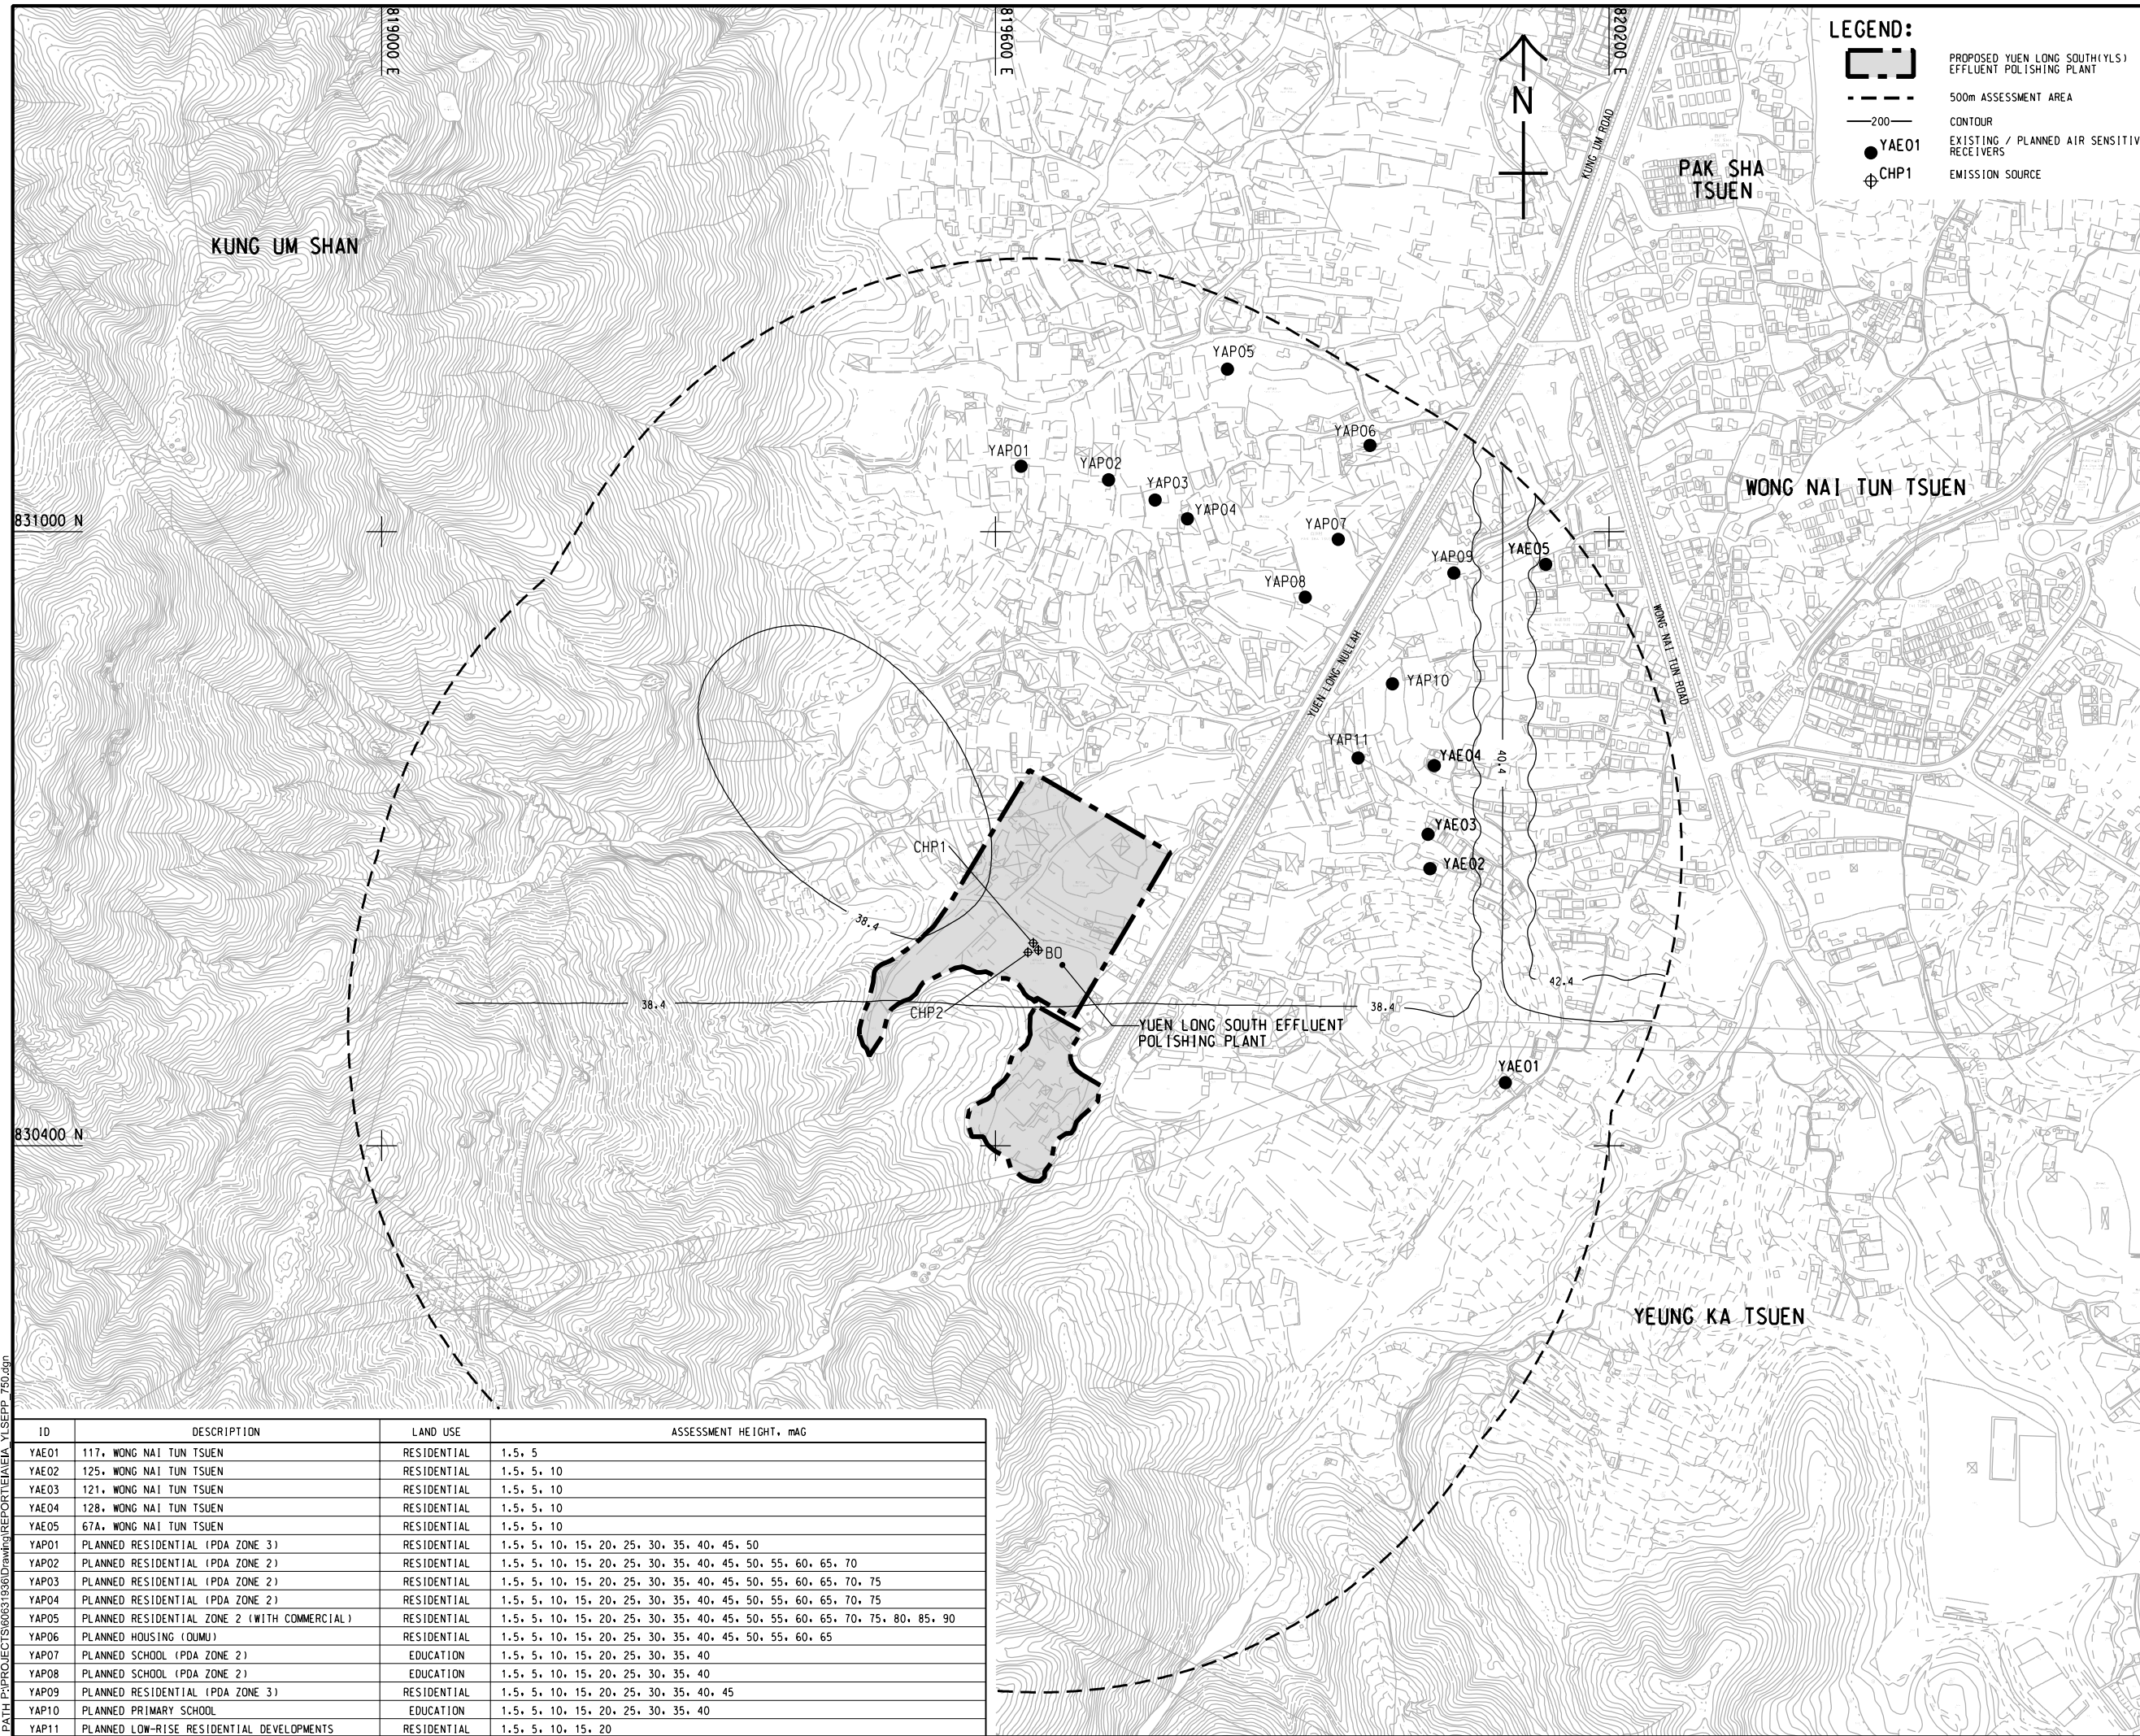 819000 E
819600 E
820200 E
LEGEND:
PROPOSED YUEN LONG SOUTH(YLS)
EFFLUENT POLISHING PLANT
500m ASSESSMENT AREA
200
CONTOUR
YAE01
EXISTING / PLANNED AIR SENSITIV
RECEIVERS
CHP1
EMISSION SOURCE
N
KUNG UM ROAD
PAK SHA
TSUEN
KUNG UM SHAN
YAP05
YAP06
YAP01
YAP02
YAP03
YAP04
WONG NAI TUN TSUEN
831000 N
YAP07
YAP09
YAE05
YAP08
WONG NAI TUN ROAD
YUEN LONG NULLAH
YAP10
YAP11
YAE04
40.4
YAE03
YAE02
CHP1
38.4
BO
42.4
38.4
38.4
CHP2
YUEN LONG SOUTH EFFLUENT
POLISHING PLANT
YAE01
830400 N
YEUNG KA TSUEN
ID DESCRIPTION LAND USE ASSESSMENT HEIGHT, mAG
YAE01 117, WONG NAI TUN TSUEN RESIDENTIAL 1.5, 5
YAE02 125, WONG NAI TUN TSUEN RESIDENTIAL 1.5, 5, 10
YAE03 121, WONG NAI TUN TSUEN RESIDENTIAL 1.5, 5, 10
YAE04 128, WONG NAI TUN TSUEN RESIDENTIAL 1.5, 5, 10
YAE05 67A, WONG NAI TUN TSUEN RESIDENTIAL 1.5, 5, 10
YAP01 PLANNED RESIDENTIAL (PDA ZONE 3) RESIDENTIAL 1.5, 5, 10, 15, 20, 25, 30, 35, 40, 45, 50
YAP02 PLANNED RESIDENTIAL (PDA ZONE 2) RESIDENTIAL 1.5, 5, 10, 15, 20, 25, 30, 35, 40, 45, 50, 55, 60, 65, 70
YAP03 PLANNED RESIDENTIAL (PDA ZONE 2) RESIDENTIAL 1.5, 5, 10, 15, 20, 25, 30, 35, 40, 45, 50, 55, 60, 65, 70, 75
YAP04 PLANNED RESIDENTIAL (PDA ZONE 2) RESIDENTIAL 1.5, 5, 10, 15, 20, 25, 30, 35, 40, 45, 50, 55, 60, 65, 70, 75
YAP05 PLANNED RESIDENTIAL ZONE 2 (WITH COMMERCIAL) RESIDENTIAL 1.5, 5, 10, 15, 20, 25, 30, 35, 40, 45, 50, 55, 60, 65, 70, 75, 80, 85, 90
YAP06 PLANNED HOUSING (OUMU) RESIDENTIAL 1.5, 5, 10, 15, 20, 25, 30, 35, 40, 45, 50, 55, 60, 65
YAP07 PLANNED SCHOOL (PDA ZONE 2) EDUCATION 1.5, 5, 10, 15, 20, 25, 30, 35, 40
YAP08 PLANNED SCHOOL (PDA ZONE 2) EDUCATION 1.5, 5, 10, 15, 20, 25, 30, 35, 40
YAP09 PLANNED RESIDENTIAL (PDA ZONE 3) RESIDENTIAL 1.5, 5, 10, 15, 20, 25, 30, 35, 40, 45
YAP10 PLANNED PRIMARY SCHOOL EDUCATION 1.5, 5, 10, 15, 20, 25, 30, 35, 40
YAP11 PLANNED LOW-RISE RESIDENTIAL DEVELOPMENTS RESIDENTIAL 1.5, 5, 10, 15, 20
PATH P:\PROJECTS\60631936\Drawing\REPORT\EIA\EIA_YLSEPP_750.dgn